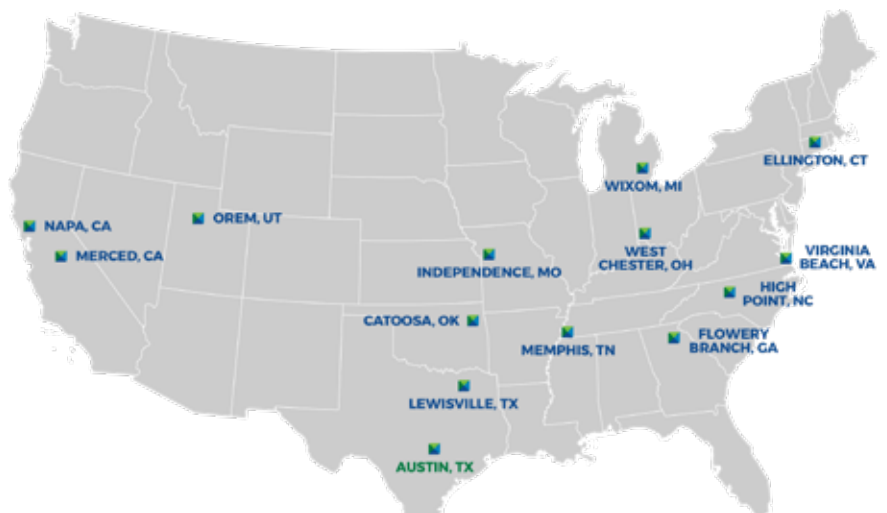 ELLINGTON, CT
WIXOM, MI
NAPA, CA
OREM, UT
MERCED, CA
INDEPENDENCE, MO
WEST
CHESTER, OH
VIRGINIA
BEACH, VA
HIGH
POINT, NC
CATOOSA, OK
MEMPHIS, TN
FLOWERY
BRANCH, GA
LEWISVILLE, TX
AUSTIN, TX